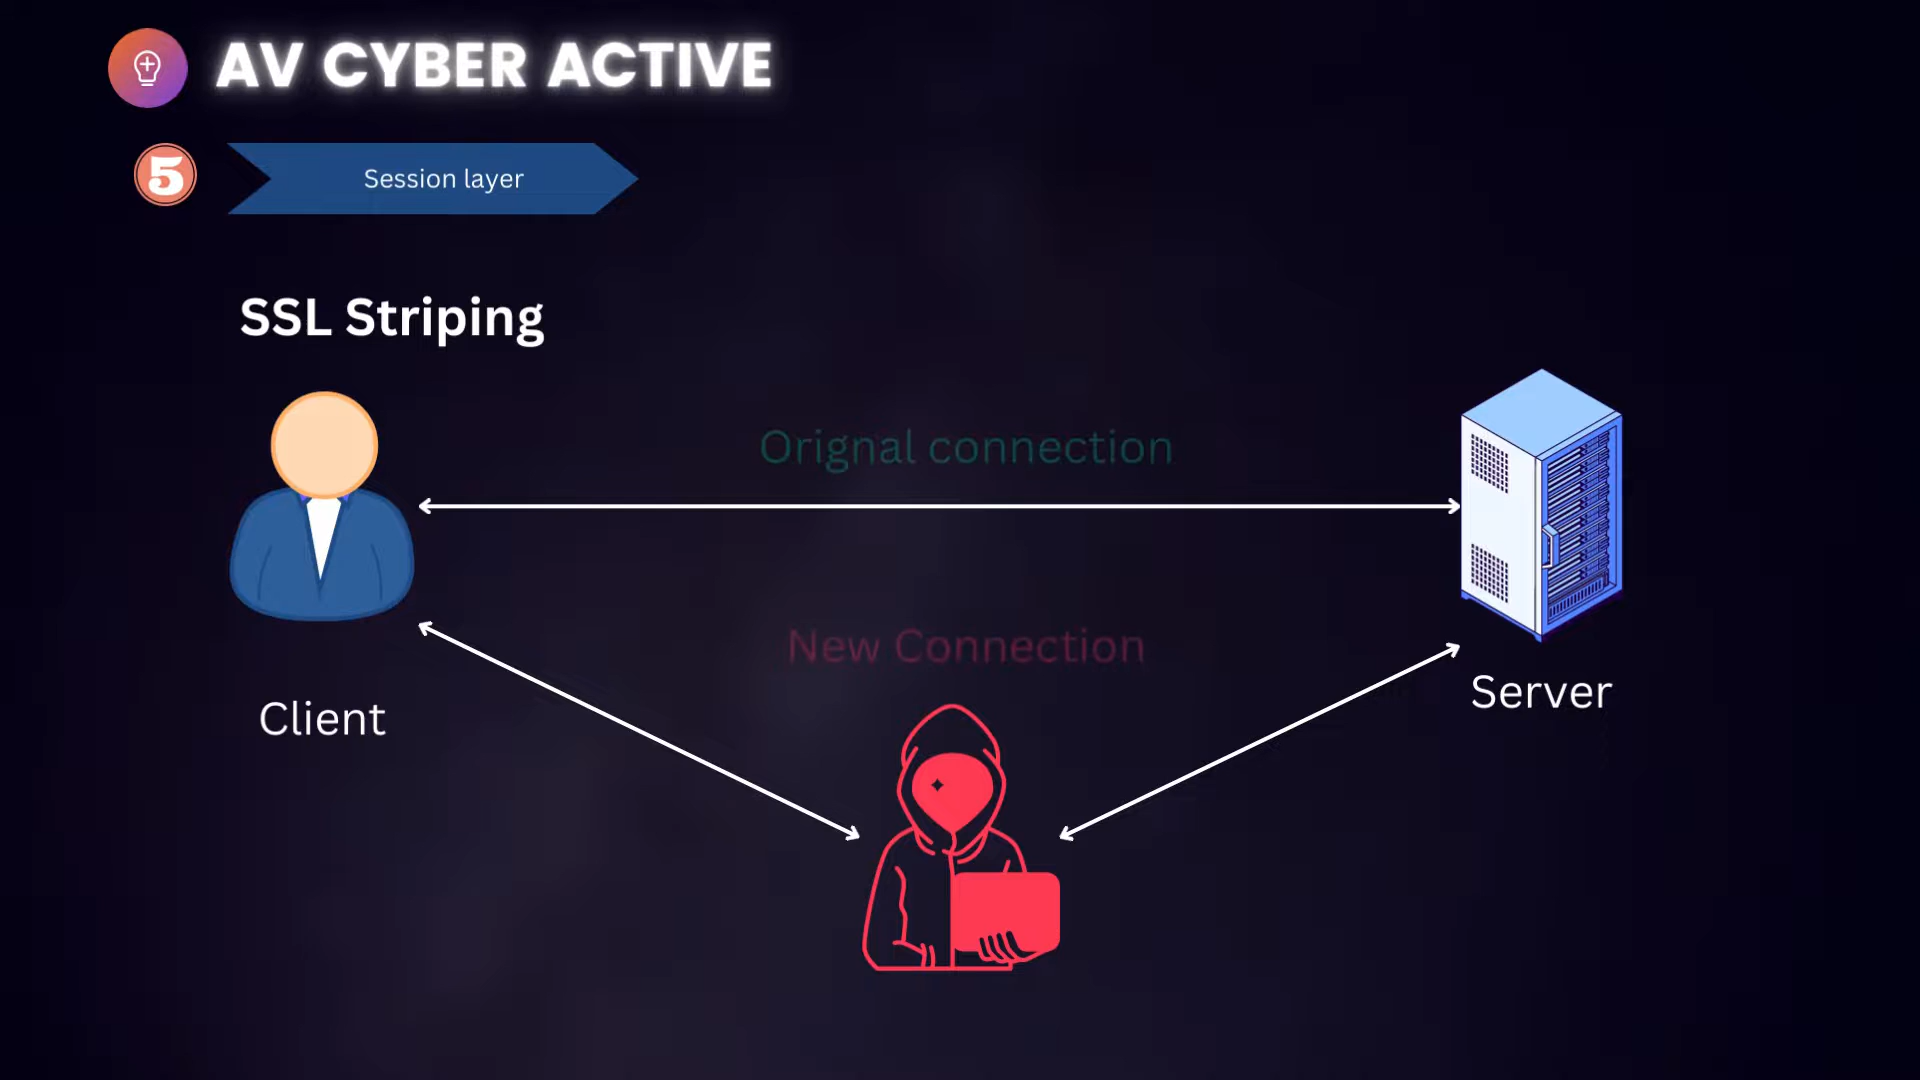 AV CYBER ACTIVE
5
Session layer
SSL Striping
Orignal connection
New Connection
Server
Client